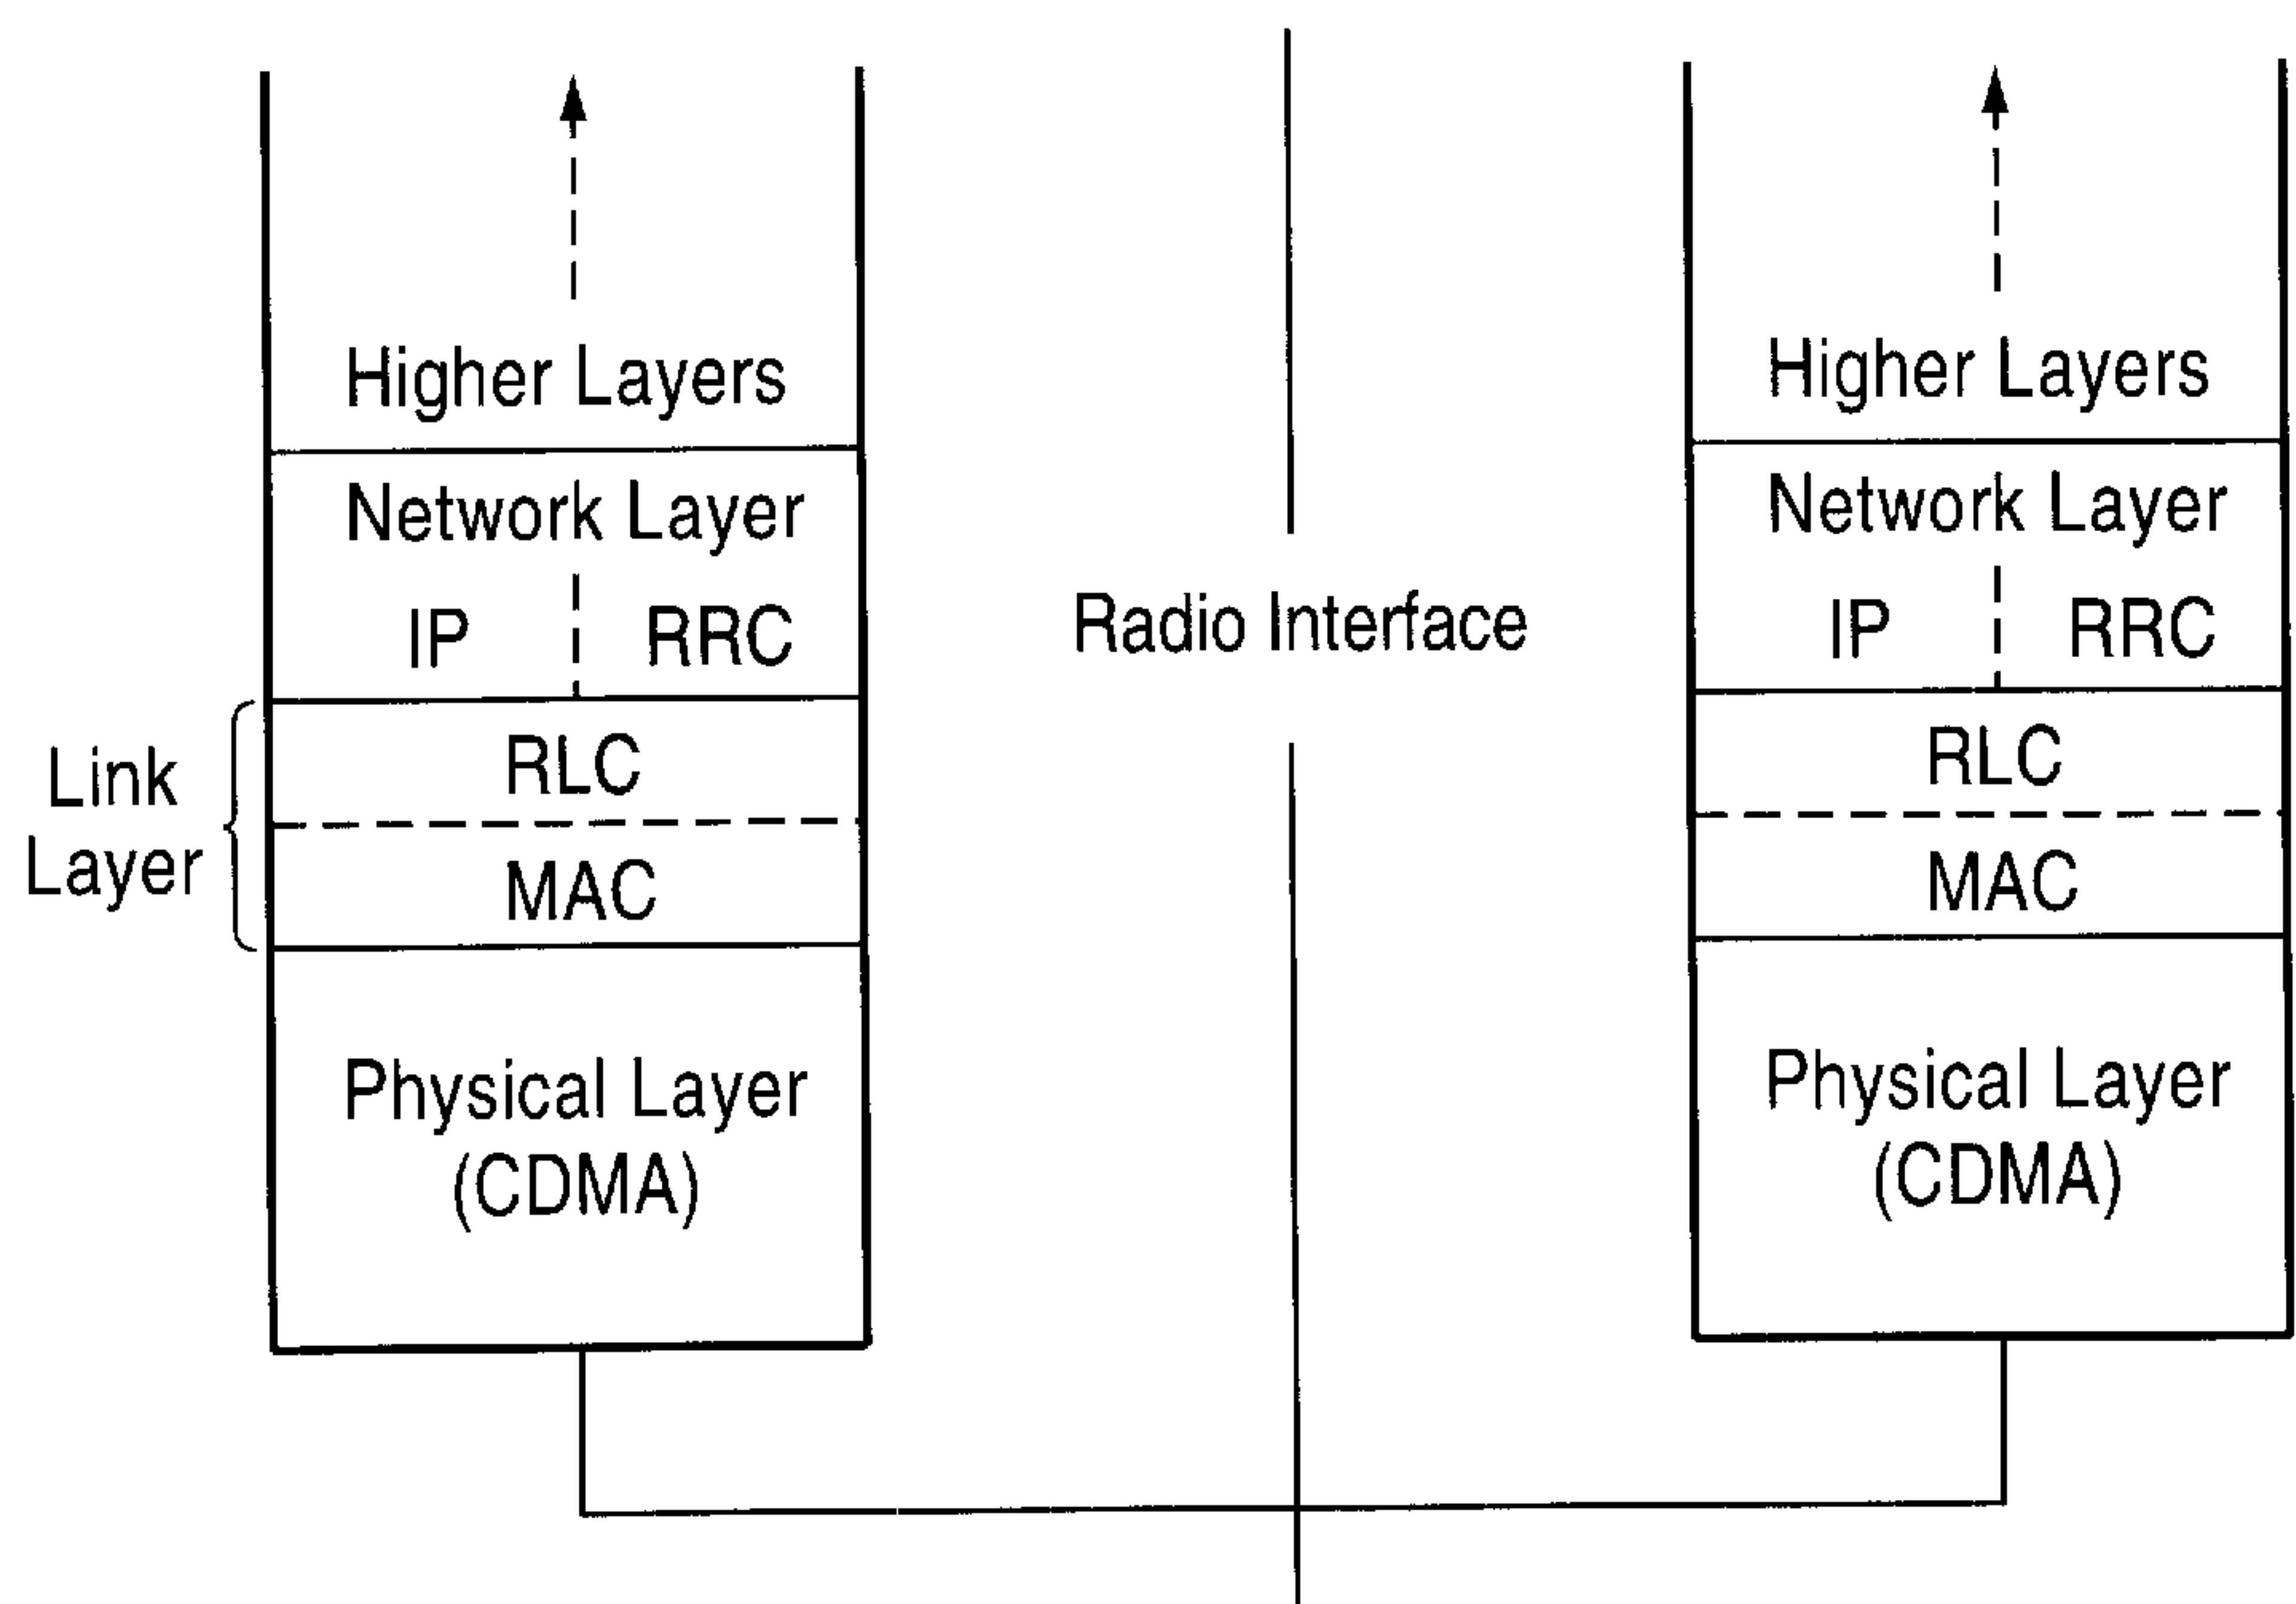 Higher Layers
Network Layer
IP
RRC
Link
Layer
RLC
MAC
Physical Layer
(CDMA)
Radio Interface
Higher Layers
Network Layer
IP
RRC
RLC
MAC
Physical Layer
(CDMA)